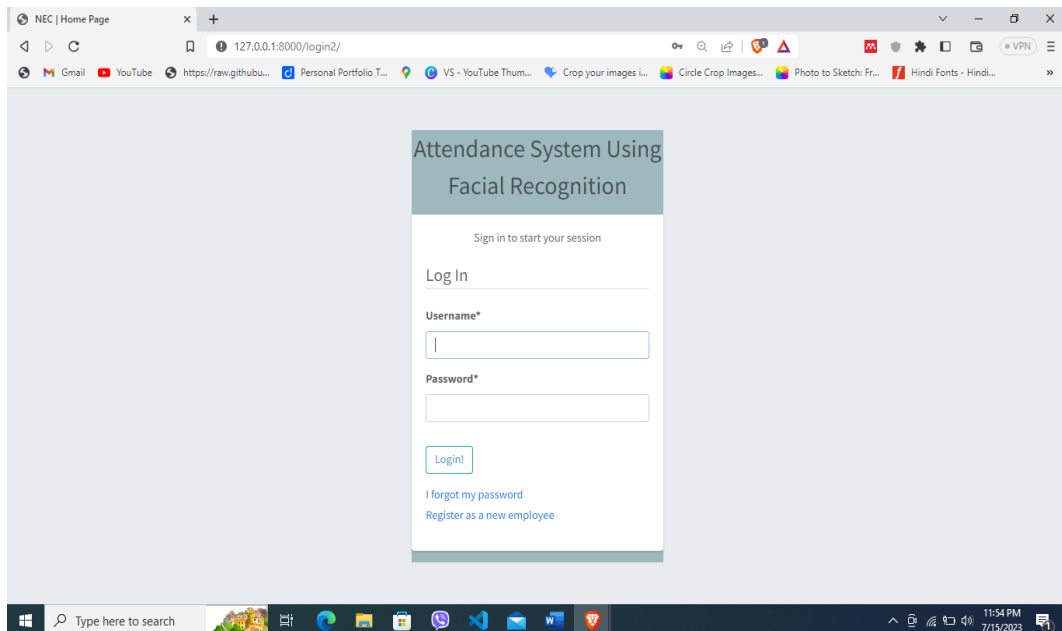 NEC | Home Page
127.0.0.1:8000/login2/
1
VPN
Gmail
YouTube
https://raw.githubu...
Personal Portfolio T...
VS - YouTube Thum...
Crop your images i...
Circle Crop Images...
Photo to Sketch: Fr...
Hindi Fonts - Hindi...
Attendance System Using
Facial Recognition
Sign in to start your session
Log In
Username*
Password*
Login!
I forgot my password
Register as a new employee
Type here to search
11:54 PM
7/15/2023